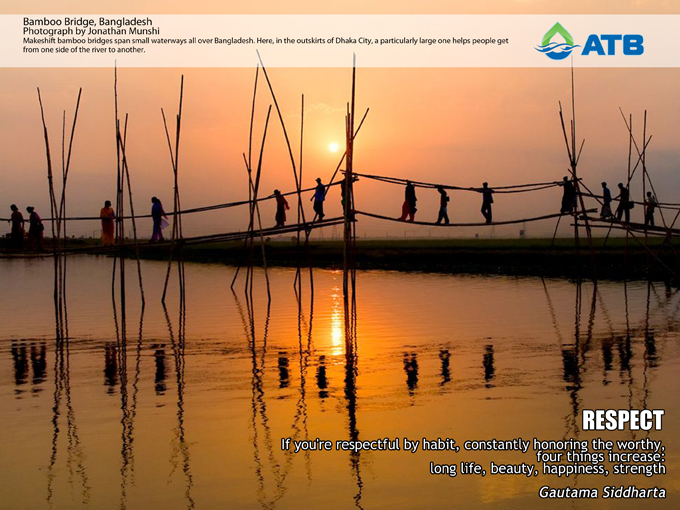 Bamboo Bridge, Bangladesh
Photograph by Jonathan Munshi
Makeshift bamboo bridges span small waterways all over Bangladesh. Here, in the outskirts of Dhaka City, a particularly large one helps people get
from one side of the river to another.
ATB
RESPECT
If you're respectful by habit, constantly honoring the worthy,
four things increase:
long life, beauty, happiness, strength
Gautama Siddharta